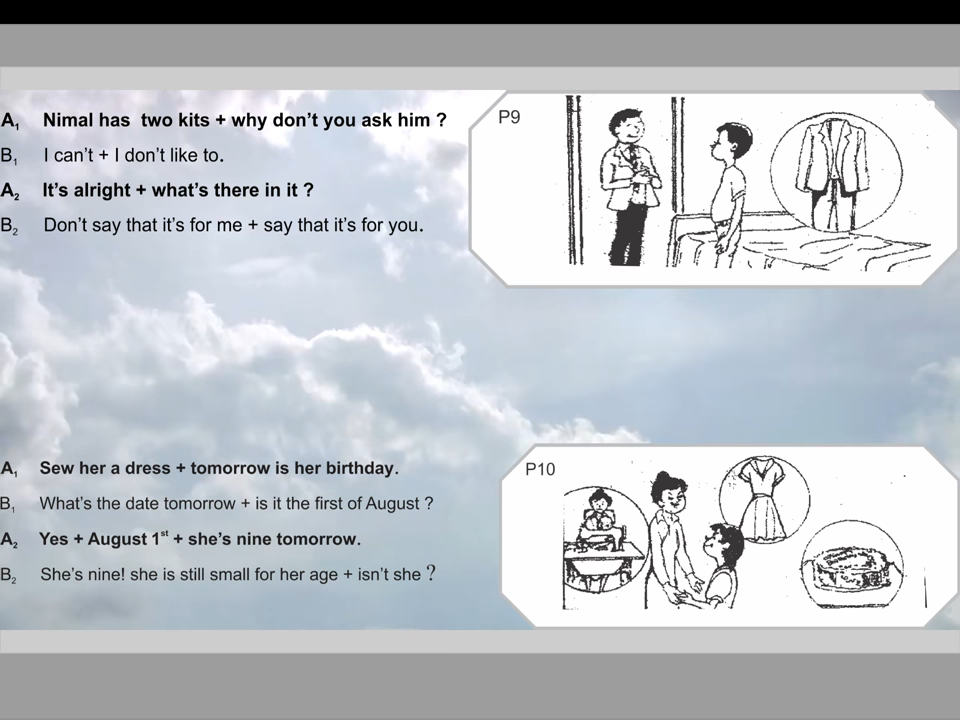 A1 Nimal has two kits + why don't you ask him ?
P9
B1 I can't + I don't like to.
A2 It's alright + what's there in it ?
B2 Don't say that it's for me + say that it's for you.
A1 Sew her a dress + tomorrow is her birthday.
P10
B1 What's the date tomorrow + is it the first of August ?
A2 Yes + August 1st + she's nine tomorrow.
B2 She's nine! she is still small for her age + isn't she ?